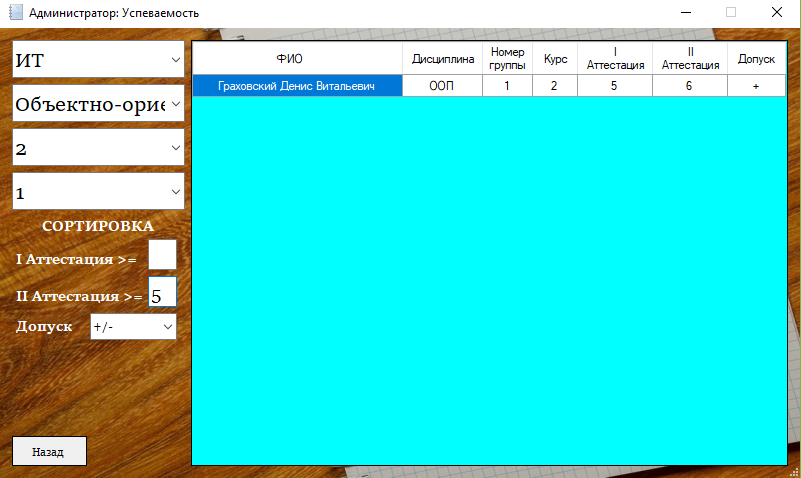 Администратор: Успеваемость
ИТ
Объектно-орие
2
1
СОРТИРОВКА
I Аттестация >=
II Аттестация >= 5
Допуск +/-
Назад
ФИО Дисциплина Номер группы Курс I Аттестация II Аттестация Допуск
Граховский Денис Витальевич ООП 1 2 5 6 +